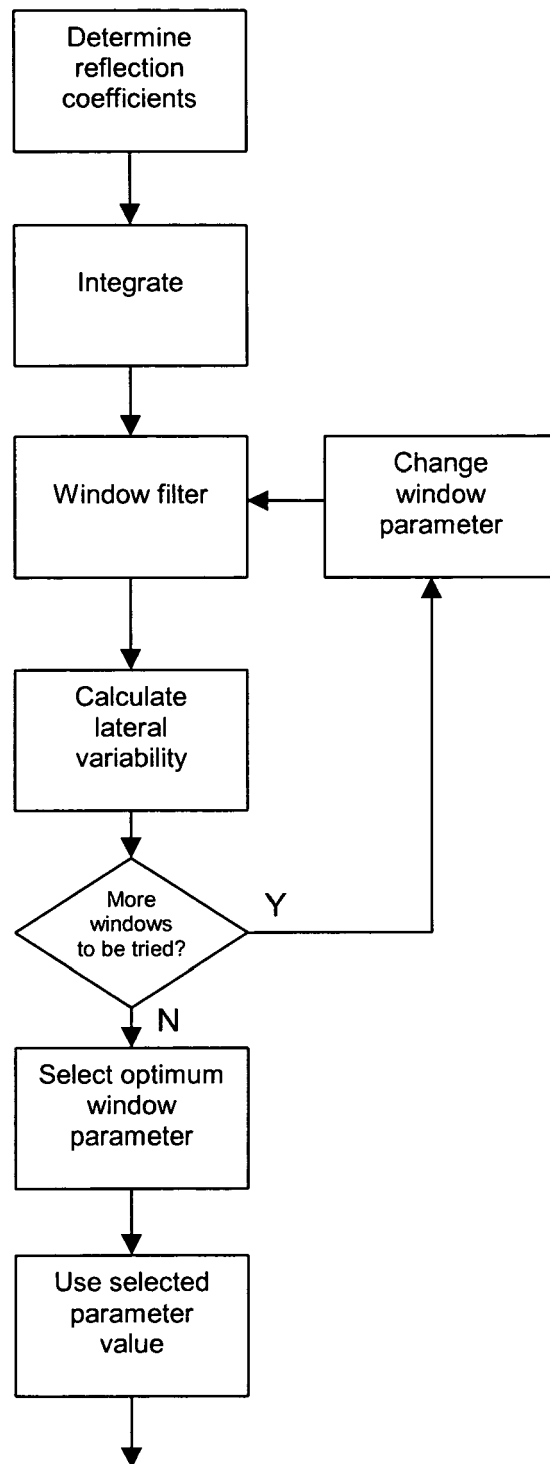 Determine
reflection
coefficients
Integrate
Window filter
Change
window
parameter
Calculate
lateral
variability
More
windows
to be tried?
Y
N
Select optimum
window
parameter
Use selected
parameter
value